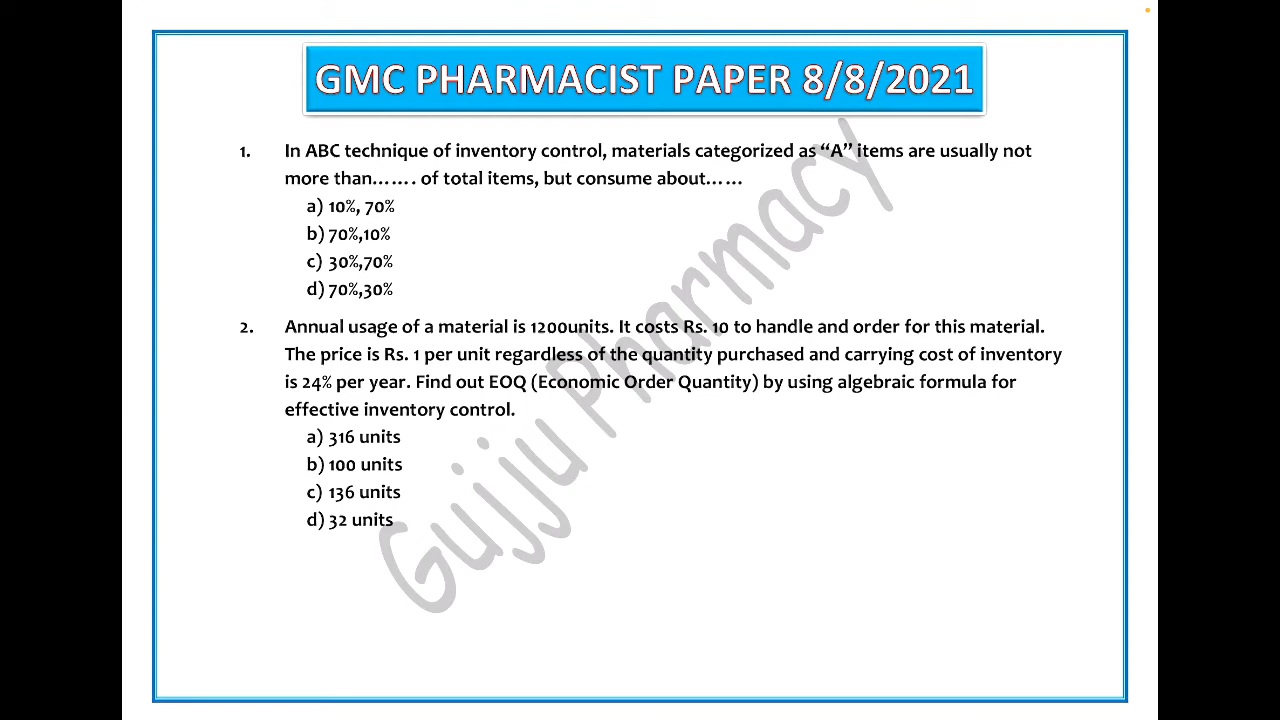 GMC PHARMACIST PAPER 8/8/2021
1. In ABC technique of inventory control, materials categorized as “A” items are usually not
more than……. of total items, but consume about……
a) 10%, 70%
b) 70%,10%
c) 30%,70%
d) 70%,30%
2. Annual usage of a material is 1200units. It costs Rs. 10 to handle and order for this material.
The price is Rs. 1 per unit regardless of the quantity purchased and carrying cost of inventory
is 24% per year. Find out EOQ (Economic Order Quantity) by using algebraic formula for
effective inventory control.
a) 316 units
b) 100 units
c) 136 units
d) 32 units
Gujju Pharmacy